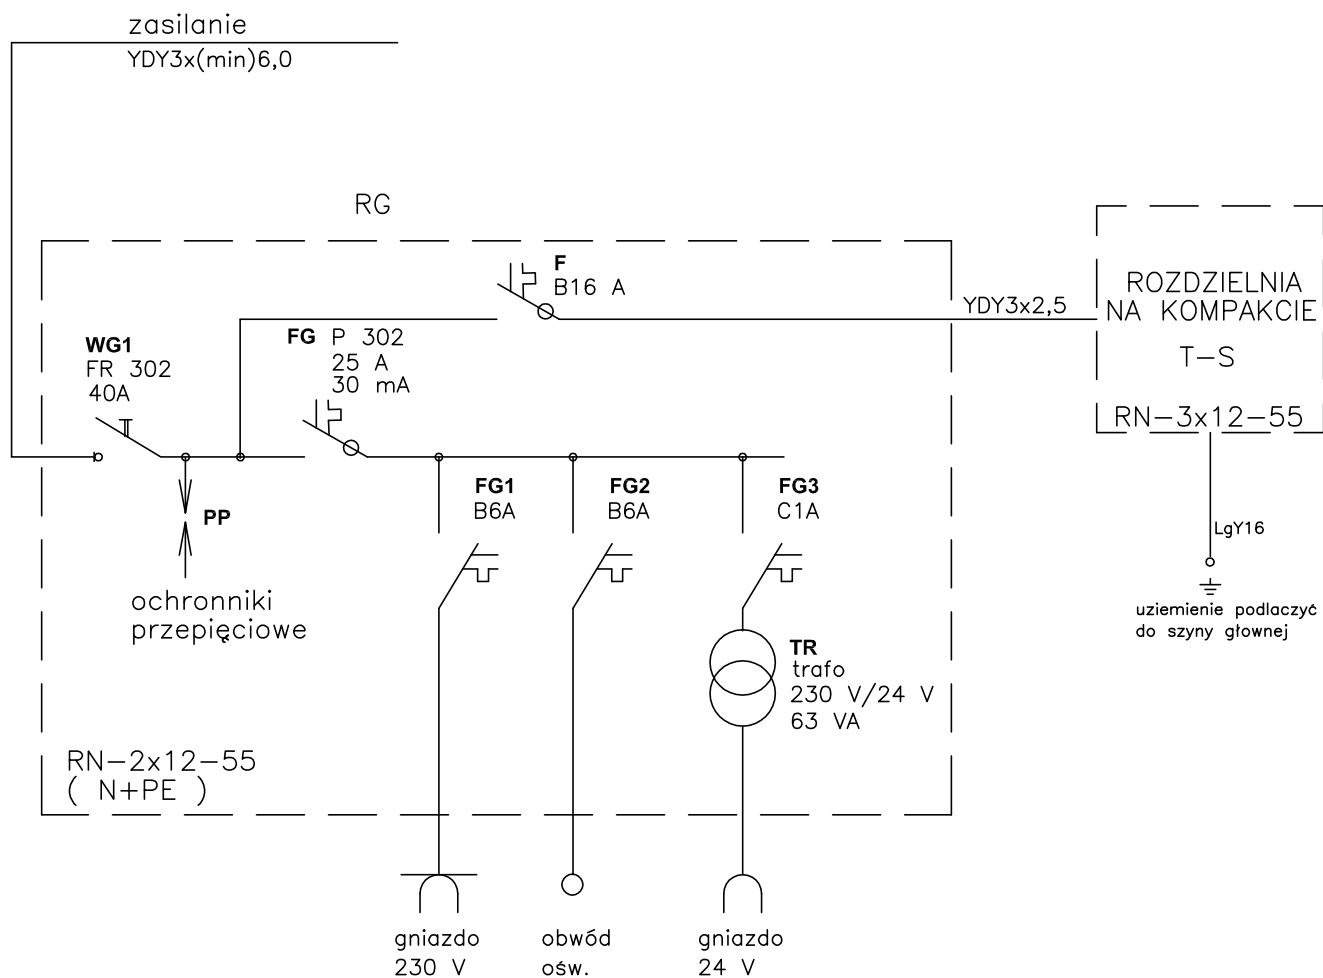 zasilanie
YDY3x(min)6,0
RG
F
B16 A
YDY3x2,5
ROZDZIELNIA
NA KOMPAKCIE
T-S
RN-3x12-55
WG1
FR 302
40A
FG P 302
25 A
30 mA
FG1
B6A
FG2
B6A
FG3
C1A
PP
ochronniki
przepięciowe
LgY16
uziemienie podlaczyć
do szyny głownej
TR
trafo
230 V/24 V
63 VA
RN-2x12-55
( N+PE )
gniazdo
230 V
obwód
ośw.
gniazdo
24 V